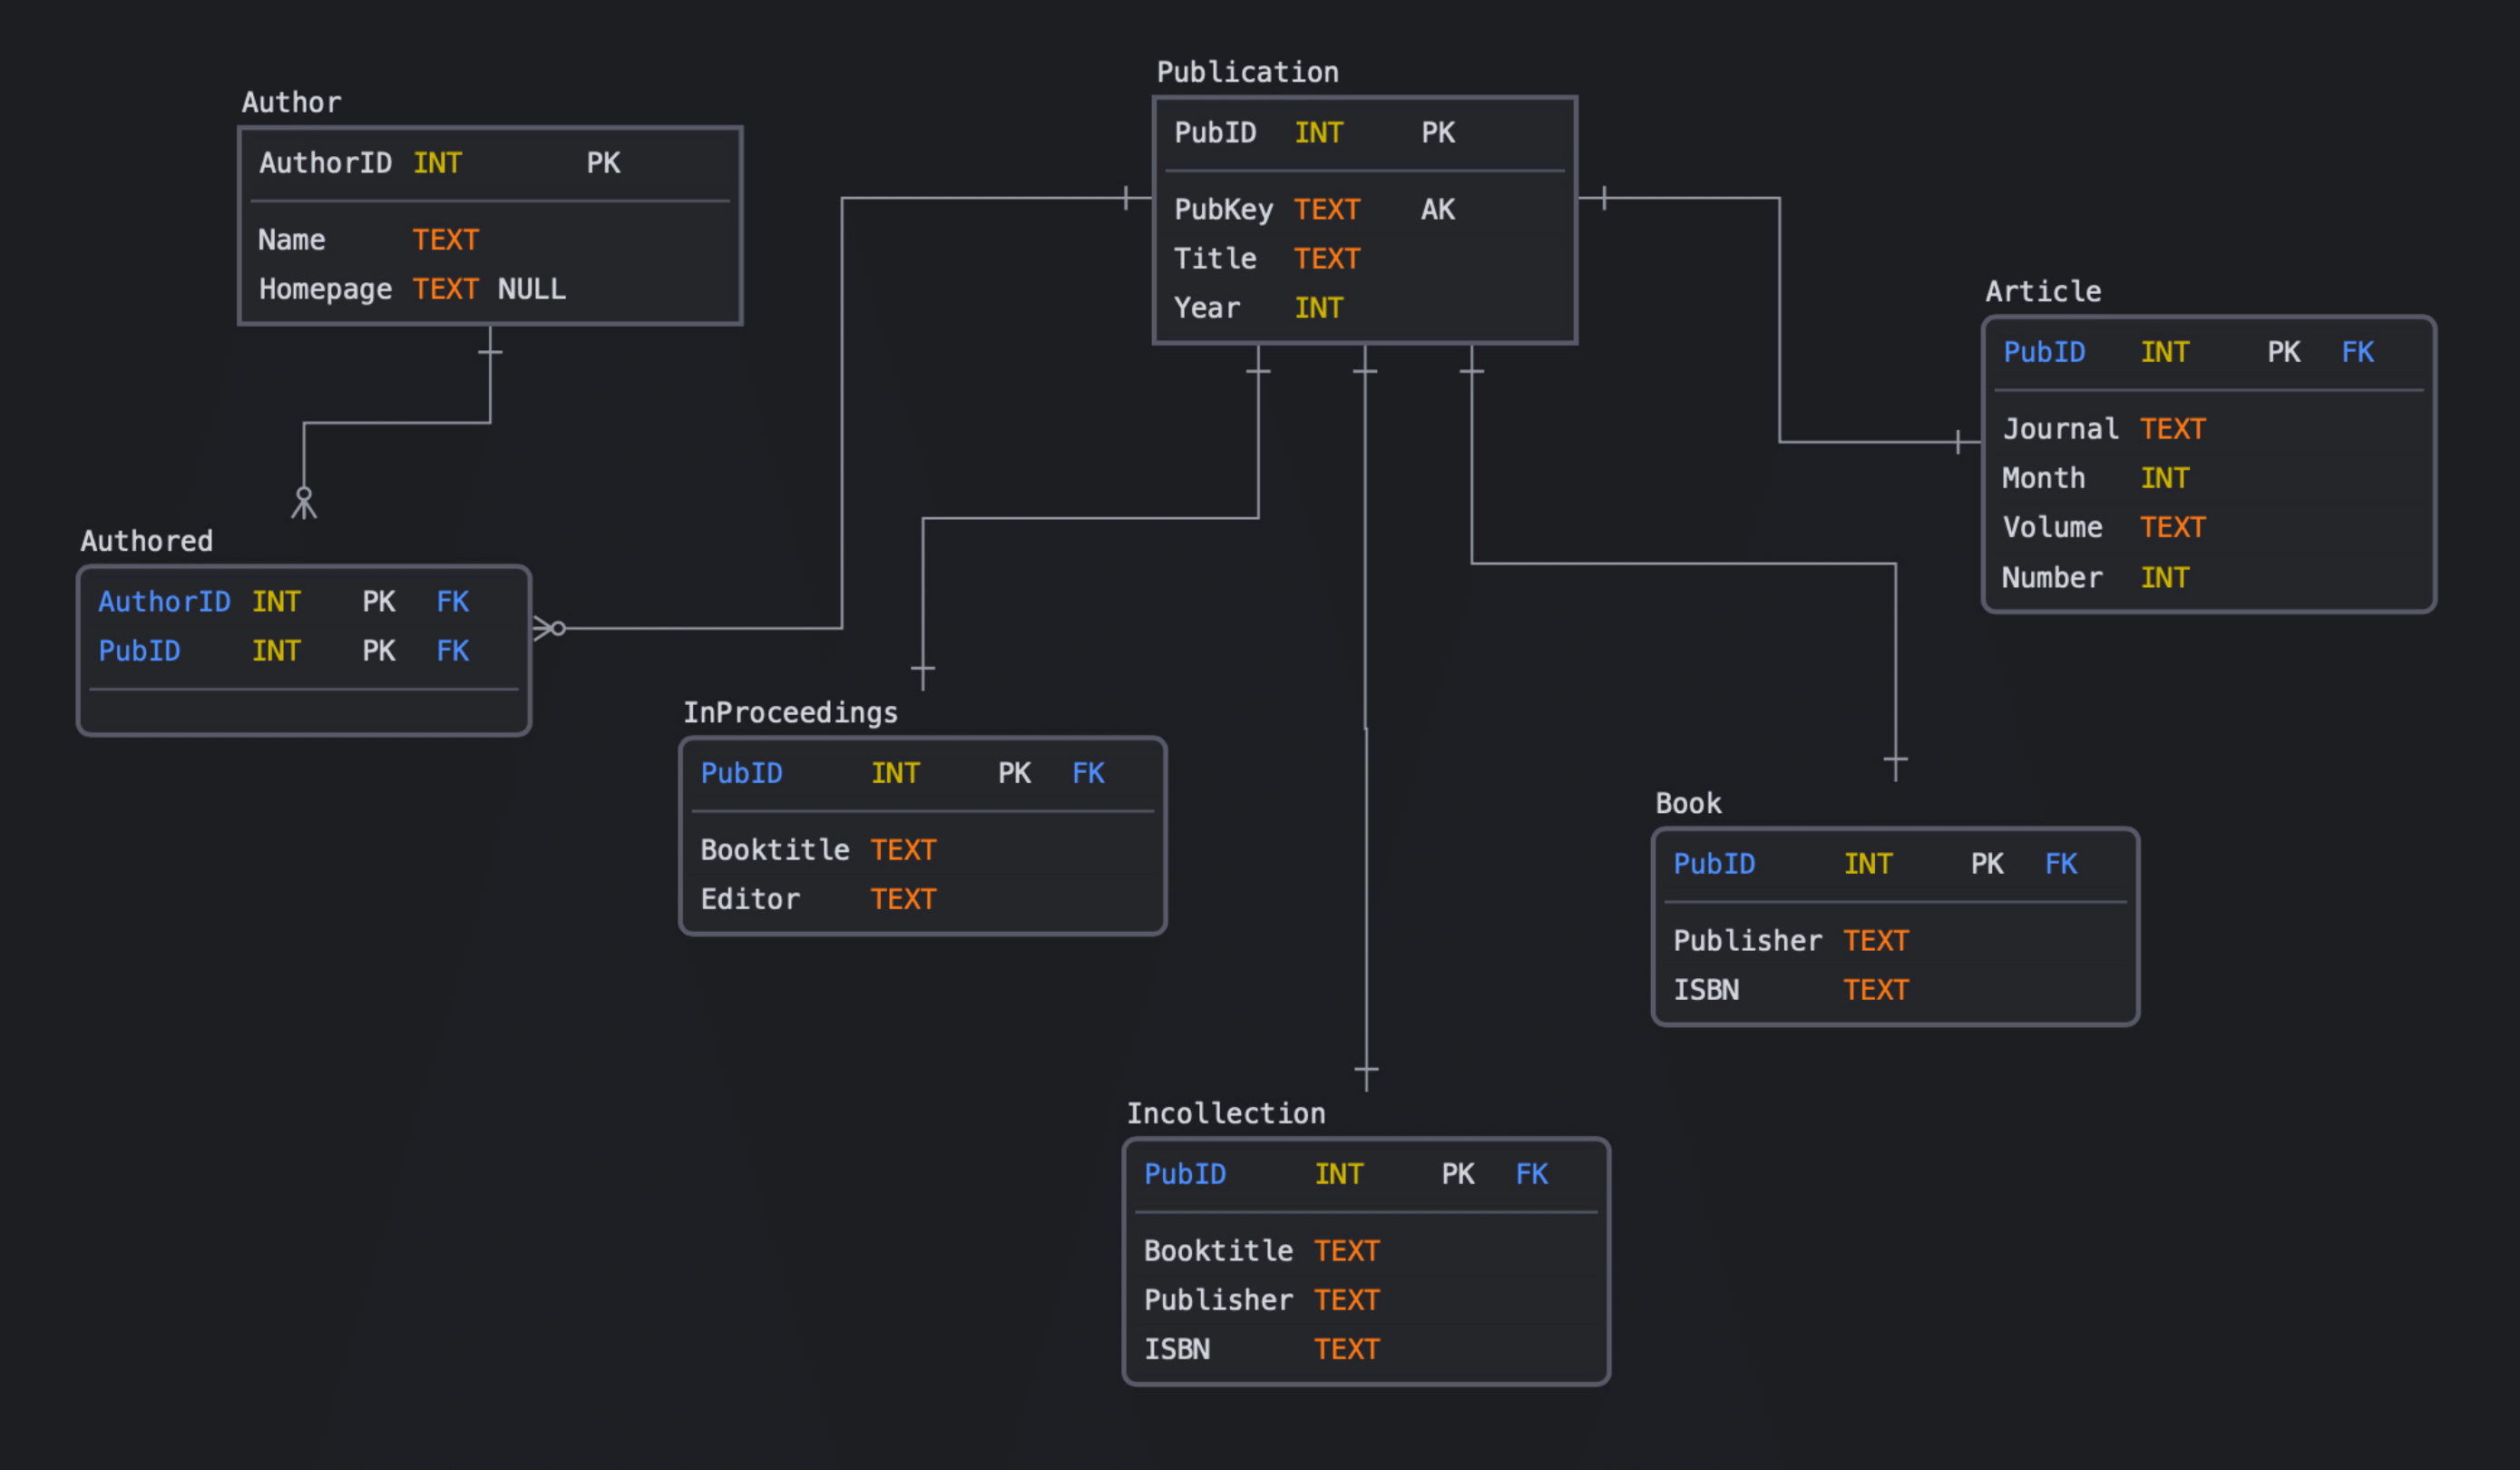 Author
AuthorID INT PK
Name TEXT
Homepage TEXT NULL
Publication
PubID INT PK
PubKey TEXT AK
Title TEXT
Year INT
Article
PubID INT PK FK
Journal TEXT
Month INT
Volume TEXT
Number INT
Authored
AuthorID INT PK FK
PubID INT PK FK
InProceedings
PubID INT PK FK
Booktitle TEXT
Editor TEXT
Book
PubID INT PK FK
Publisher TEXT
ISBN TEXT
Incollection
PubID INT PK FK
Booktitle TEXT
Publisher TEXT
ISBN TEXT